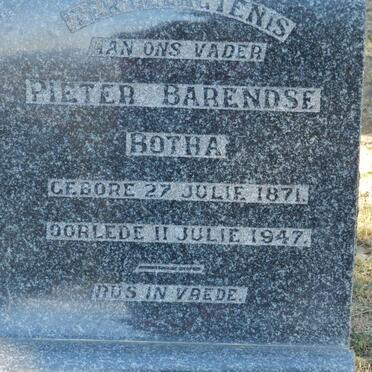 AAN ONS VADER
PIETER BARENDSE
BOTHA
GEBORE 27 JULIE 1871.
OORLEDE 11 JULIE 1947.
RUS IN VREDE.